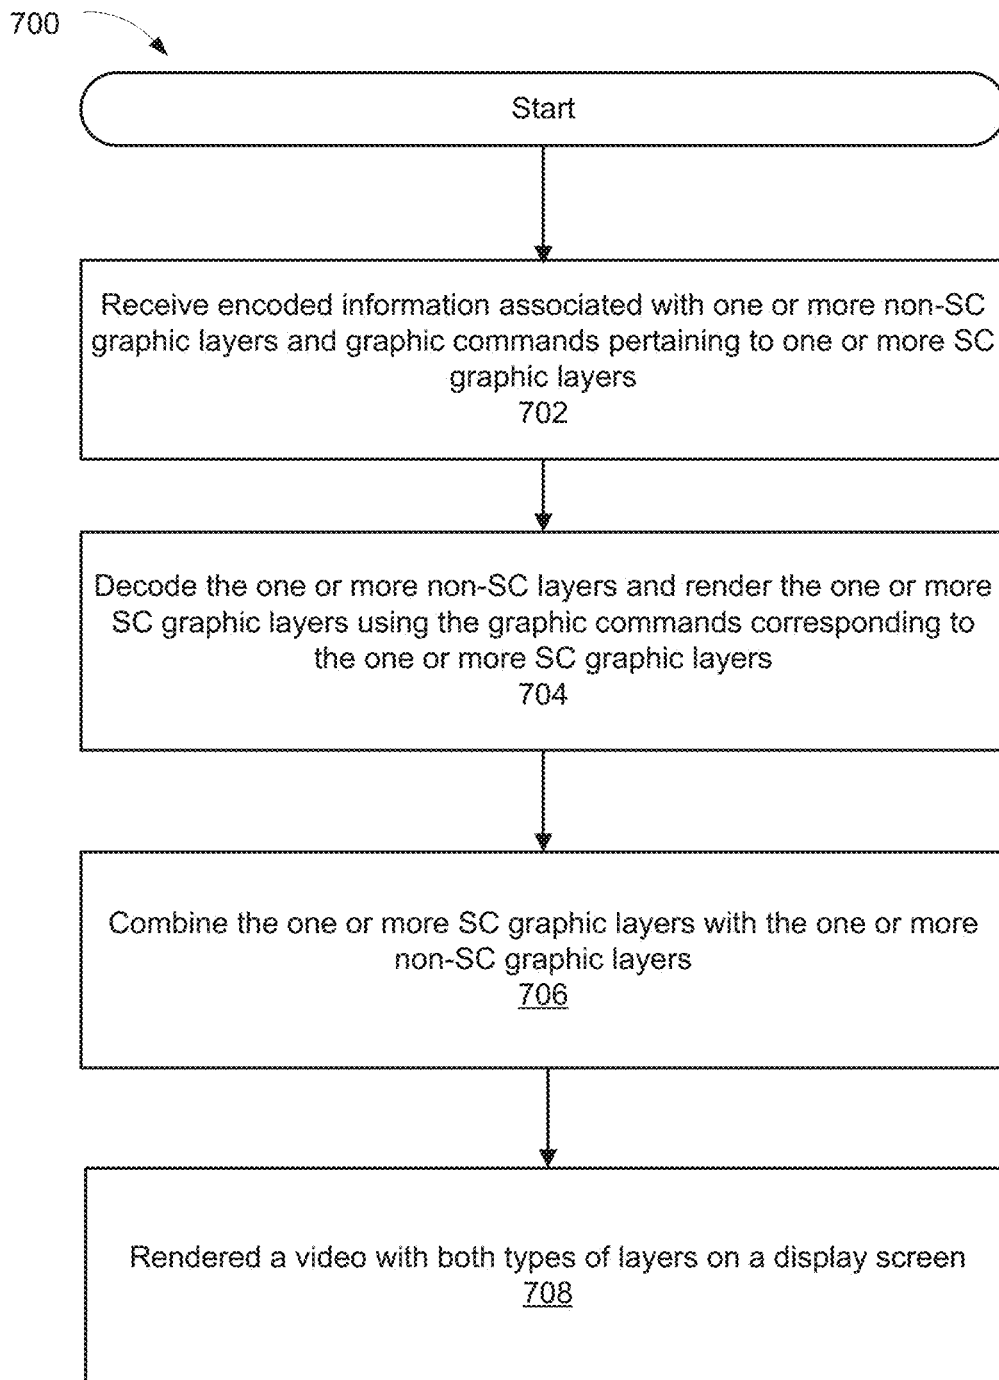 700
Start
Receive encoded information associated with one or more non-SC
graphic layers and graphic commands pertaining to one or more SC
graphic layers
702
Decode the one or more non-SC layers and render the one or more
SC graphic layers using the graphic commands corresponding to
the one or more SC graphic layers
704
Combine the one or more SC graphic layers with the one or more
non-SC graphic layers
706
Rendered a video with both types of layers on a display screen
708